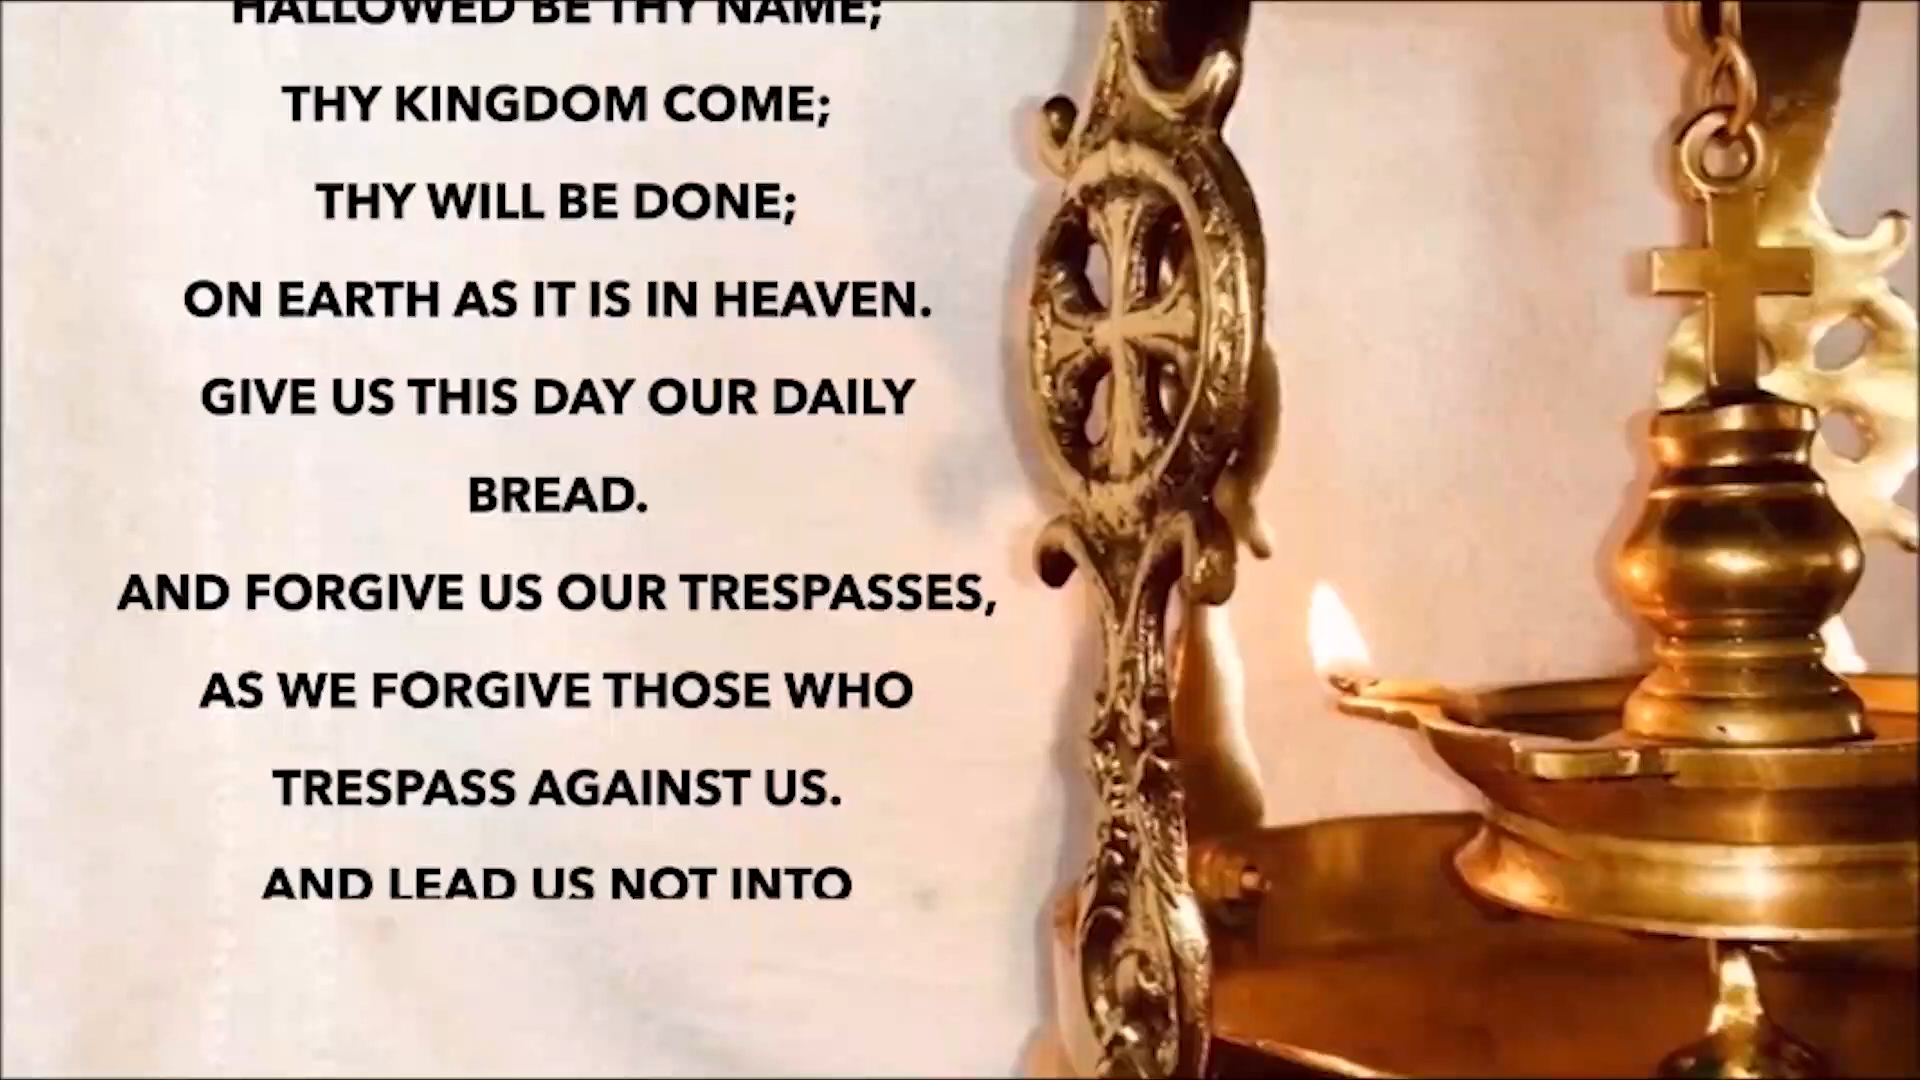 HALLOWED BE THY NAME;
THY KINGDOM COME;
THY WILL BE DONE;
ON EARTH AS IT IS IN HEAVEN.
GIVE US THIS DAY OUR DAILY
BREAD.
AND FORGIVE US OUR TRESPASSES,
AS WE FORGIVE THOSE WHO
TRESPASS AGAINST US.
AND LEAD US NOT INTO